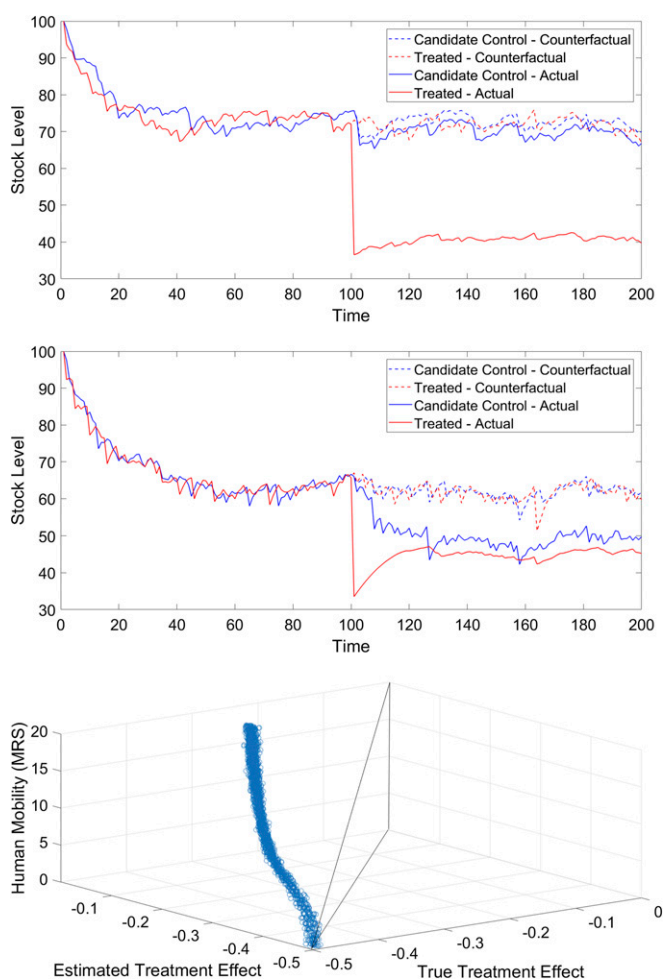 100
90
80
70
60
50
40
30
Stock Level
Candidate Control - Counterfactual
Treated - Counterfactual
Candidate Control - Actual
Treated - Actual
0 20 40 60 80 100 120 140 160 180 200
Time
100
90
80
70
60
50
40
30
Stock Level
Candidate Control - Counterfactual
Treated - Counterfactual
Candidate Control - Actual
Treated - Actual
0 20 40 60 80 100 120 140 160 180 200
Time
20
15
10
5
0
Human Mobility (MRS)
-0.1
-0.2
-0.3
-0.4
-0.5
Estimated Treatment Effect
-0.5
-0.4
-0.3
-0.2
-0.1
0
True Treatment Effect